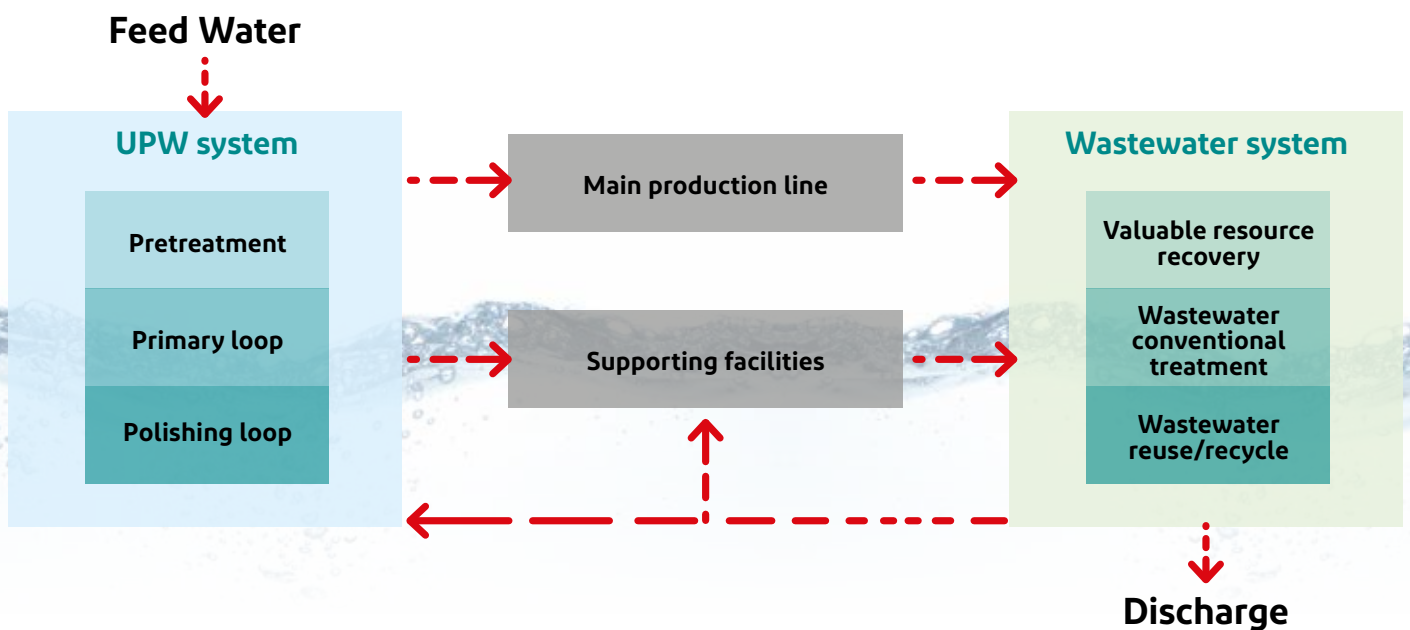 Feed Water
UPW system
Pretreatment
Primary loop
Polishing loop
Main production line
Supporting facilities
Wastewater system
Valuable resource
recovery
Wastewater
conventional
treatment
Wastewater
reuse/recycle
Discharge